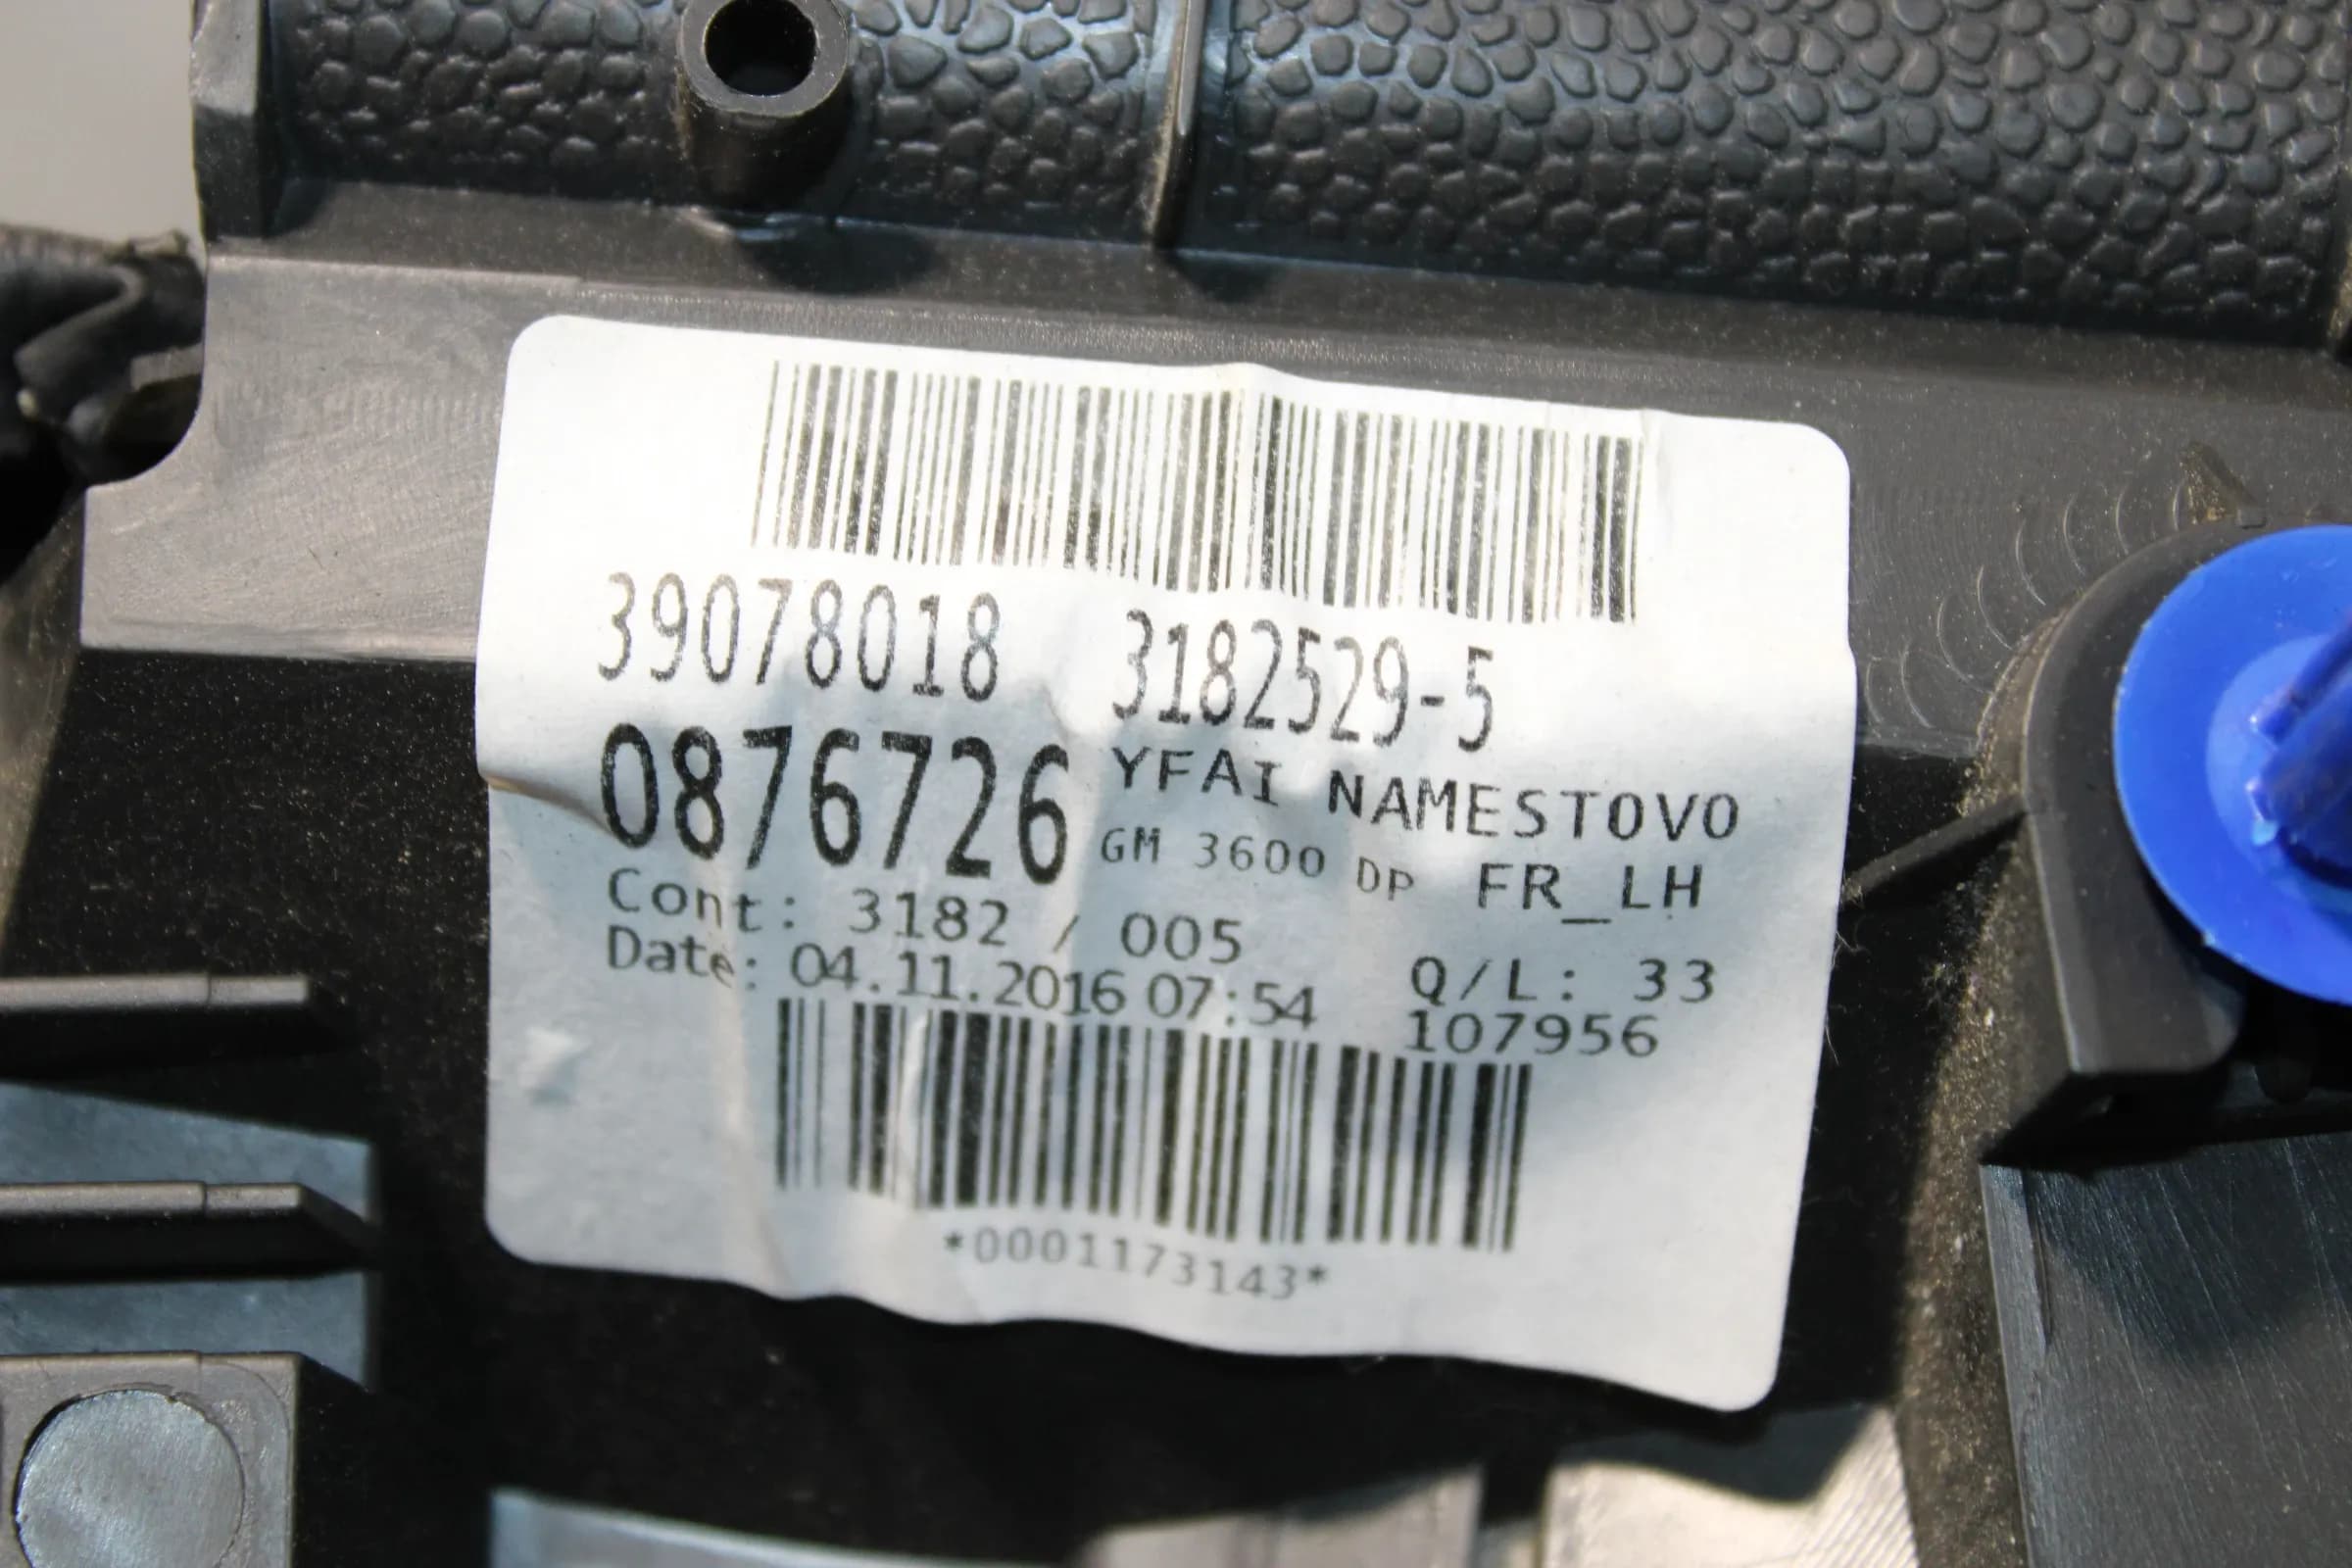 39078018 3182529-5
0876726 YFAI NAMESTOVO
GM 3600 DP FR_LH
Cont: 3182 / 005
Date: 04.11.2016 07:54 Q/L: 33
107956
*0001173143*